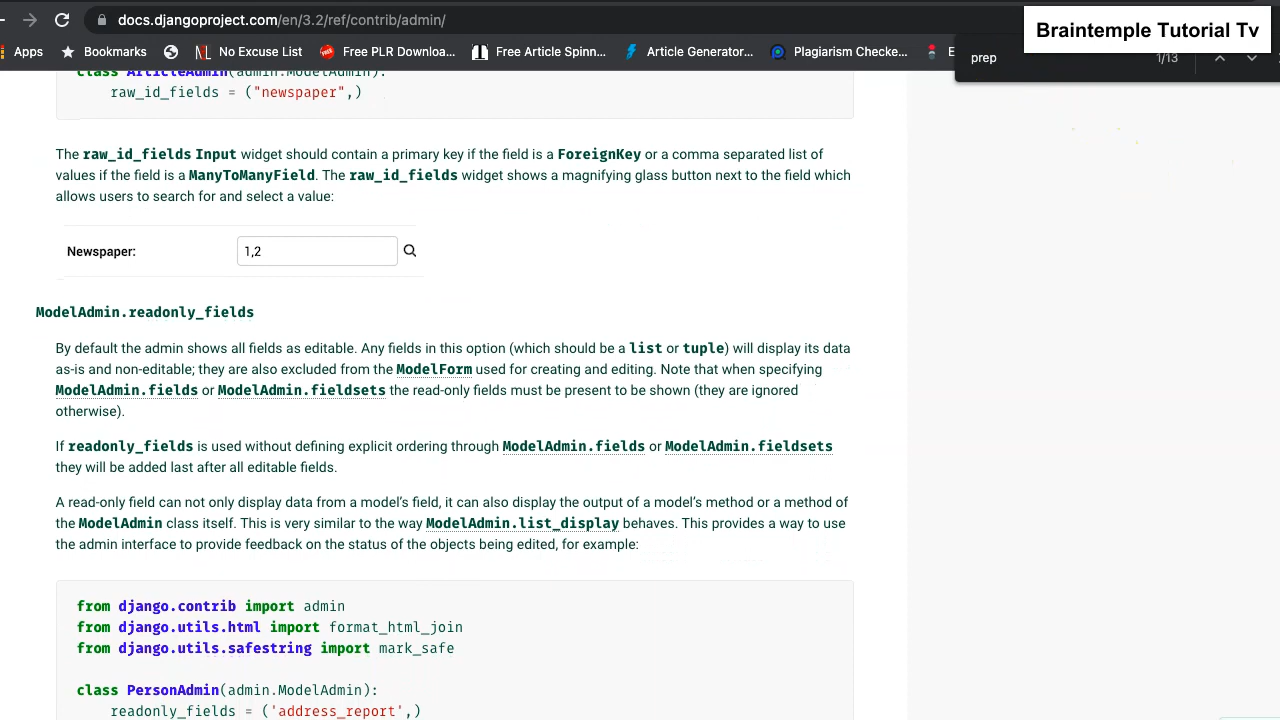 docs.djangoproject.com/en/3.2/ref/contrib/admin/
Braintemple Tutorial Tv
Apps Bookmarks No Excuse List Free PLR Downloa... Free Article Spinn... Article Generator... Plagiarism Checke... E
prep 1/13
class ArticleAdmin(admin.ModelAdmin):
raw_id_fields = ("newspaper",)
The raw_id_fields Input widget should contain a primary key if the field is a ForeignKey or a comma separated list of
values if the field is a ManyToManyField. The raw_id_fields widget shows a magnifying glass button next to the field which
allows users to search for and select a value:
Newspaper: 1,2
ModelAdmin.readonly_fields
By default the admin shows all fields as editable. Any fields in this option (which should be a list or tuple) will display its data
as-is and non-editable; they are also excluded from the ModelForm used for creating and editing. Note that when specifying
ModelAdmin.fields or ModelAdmin.fieldsets the read-only fields must be present to be shown (they are ignored
otherwise).
If readonly_fields is used without defining explicit ordering through ModelAdmin.fields or ModelAdmin.fieldsets
they will be added last after all editable fields.
A read-only field can not only display data from a model’s field, it can also display the output of a model’s method or a method of
the ModelAdmin class itself. This is very similar to the way ModelAdmin.list_display behaves. This provides a way to use
the admin interface to provide feedback on the status of the objects being edited, for example:
from django.contrib import admin
from django.utils.html import format_html_join
from django.utils.safestring import mark_safe
class PersonAdmin(admin.ModelAdmin):
readonly_fields = ('address_report',)